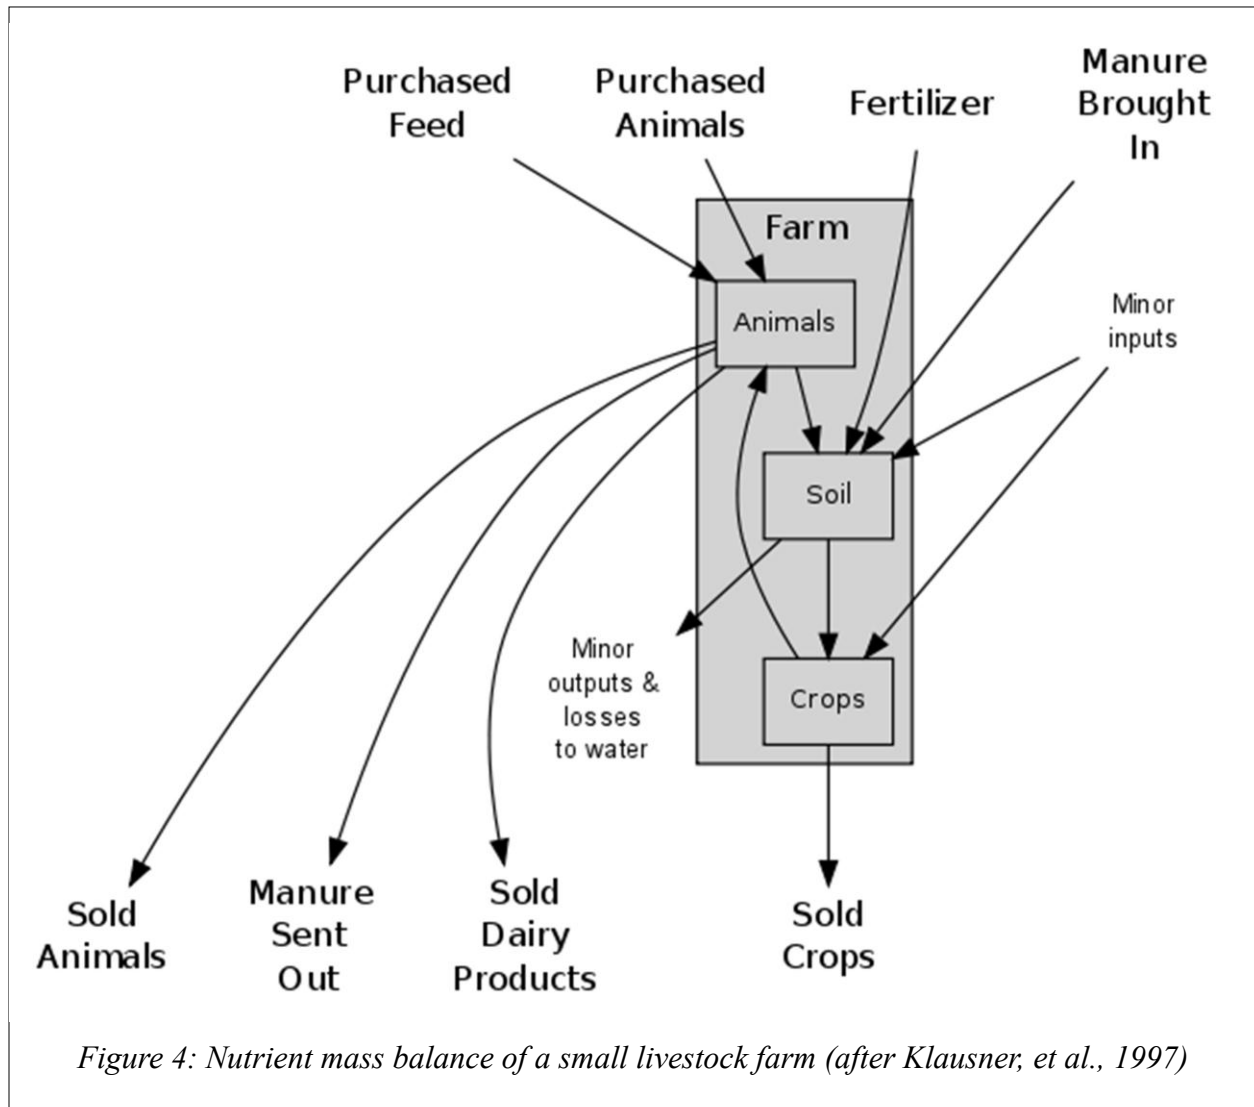 Purchased
Feed
Purchased
Animals
Fertilizer
Manure
Brought
In
Farm
Animals
Minor
inputs
Soil
Minor
outputs &
losses
to water
Crops
Sold
Animals
Manure
Sent
Out
Sold
Dairy
Products
Sold
Crops
Figure 4: Nutrient mass balance of a small livestock farm (after Klausner, et al., 1997)